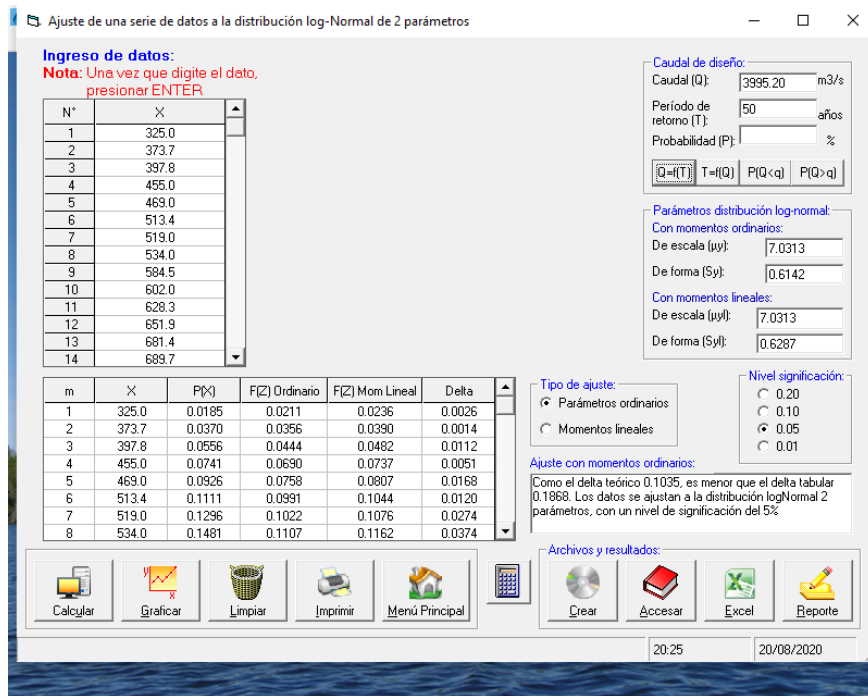 Ajuste de una serie de datos a la distribución log-Normal de 2 parámetros
Ingreso de datos:
Nota: Una vez que digite el dato,
presionar ENTER
N° X
1 325.0
2 373.7
3 397.8
4 455.0
5 469.0
6 513.4
7 519.0
8 534.0
9 584.5
10 602.0
11 628.3
12 651.9
13 681.4
14 689.7
Caudal de diseño:
Caudal (Q): 3995.20 m3/s
Período de
retorno (T): 50 años
Probabilidad (P): %
Q=f(T) T=f(Q) P(Q<q) P(Q>q)
Parámetros distribución log-normal:
Con momentos ordinarios:
De escala (µy): 7.0313
De forma (Sy): 0.6142
Con momentos lineales:
De escala (µyl): 7.0313
De forma (Syl): 0.6287
m X P(X) F(Z) Ordinario F(Z) Mom Lineal Delta
1 325.0 0.0185 0.0211 0.0236 0.0026
2 373.7 0.0370 0.0356 0.0390 0.0014
3 397.8 0.0556 0.0444 0.0482 0.0112
4 455.0 0.0741 0.0690 0.0737 0.0051
5 469.0 0.0926 0.0758 0.0807 0.0168
6 513.4 0.1111 0.0991 0.1044 0.0120
7 519.0 0.1296 0.1022 0.1076 0.0274
8 534.0 0.1481 0.1107 0.1162 0.0374
Tipo de ajuste:
Parámetros ordinarios
Momentos lineales
Nivel significación:
0.20
0.10
0.05
0.01
Ajuste con momentos ordinarios:
Como el delta teórico 0.1035, es menor que el delta tabular
0.1868. Los datos se ajustan a la distribución logNormal 2
parámetros, con un nivel de significación del 5%
Calcular Graficar Limpiar Imprimir Menú Principal
Archivos y resultados:
Crear Accesar Excel Reporte
20:25 20/08/2020